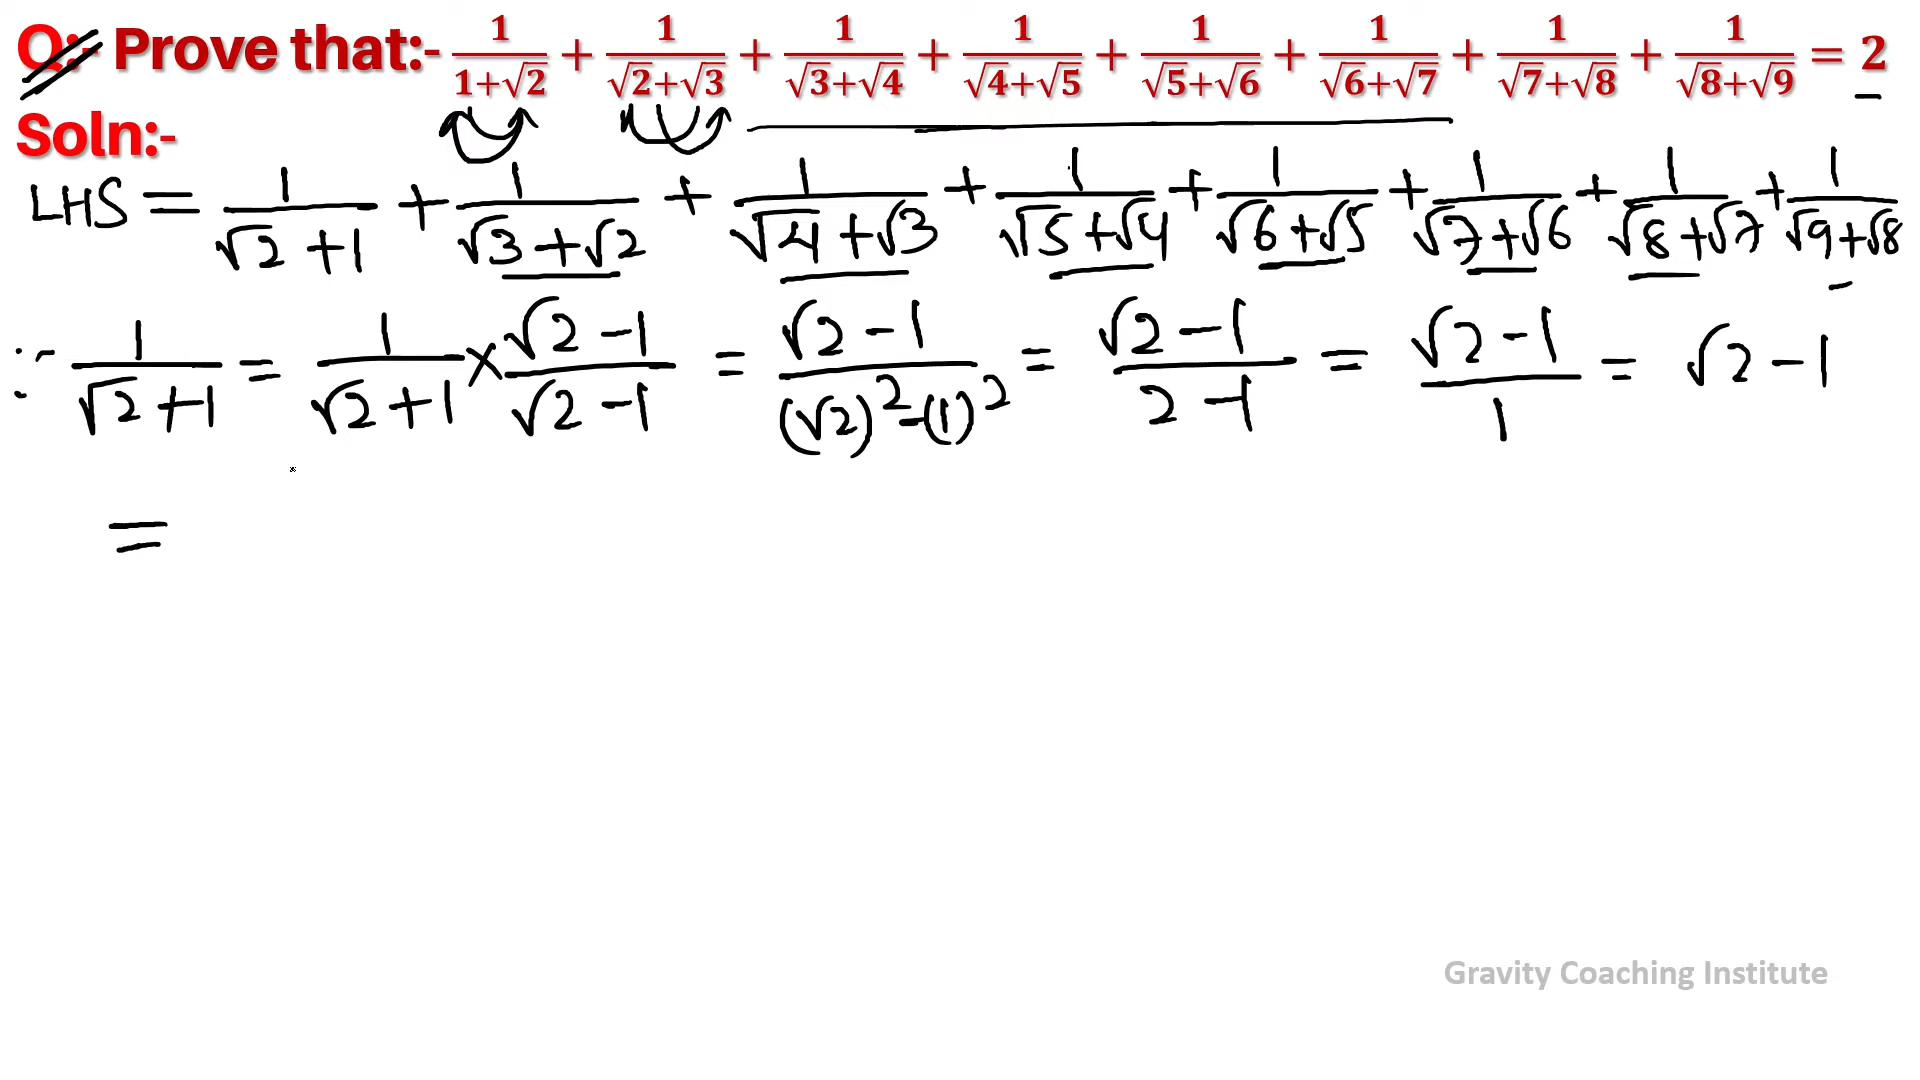 Q:- Prove that:- 1/(1+√2) + 1/(√2+√3) + 1/(√3+√4) + 1/(√4+√5) + 1/(√5+√6) + 1/(√6+√7) + 1/(√7+√8) + 1/(√8+√9) = 2
Soln:-
LHS = 1/(√2 + 1) + 1/(√3 + √2) + 1/(√4 + √3) + 1/(√5 + √4) + 1/(√6 + √5) + 1/(√7 + √6) + 1/(√8 + √7) + 1/(√9 + √8)
∵ 1/(√2 + 1) = 1/(√2 + 1) × (√2 - 1)/(√2 - 1) = (√2 - 1)/((√2)² - (1)²) = (√2 - 1)/(2 - 1) = (√2 - 1)/1 = √2 - 1
=
Gravity Coaching Institute